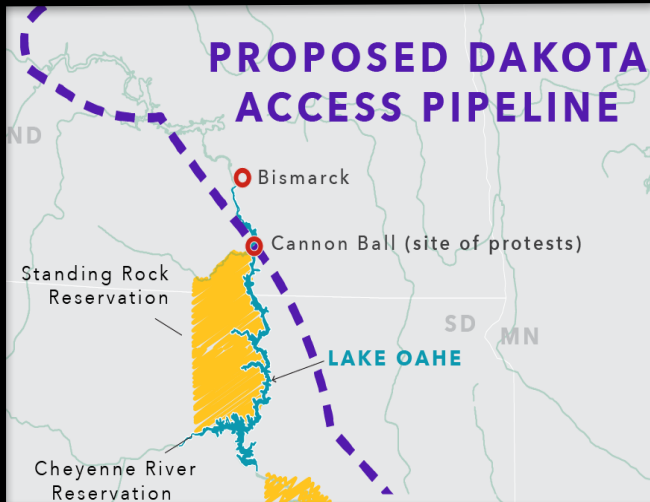 PROPOSED DAKOTA
ACCESS PIPELINE
ND
Bismarck
Cannon Ball (site of protests)
Standing Rock
Reservation
SD
MN
LAKE OAHE
Cheyenne River
Reservation